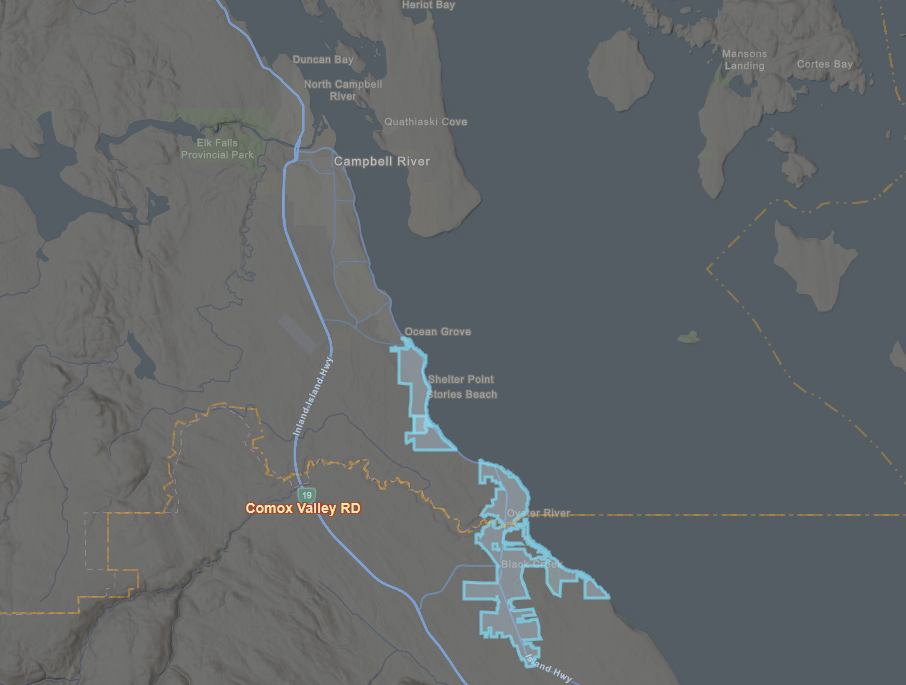 Heriot Bay
Duncan Bay
Mansons
Landing
Cortes Bay
North Campbell
River
Quathiaski Cove
Elk Falls
Provincial Park
Campbell River
Ocean Grove
Shelter Point
Stories Beach
Inland Island Hwy
19
Comox Valley RD
Oyster River
Black Creek
Island Hwy